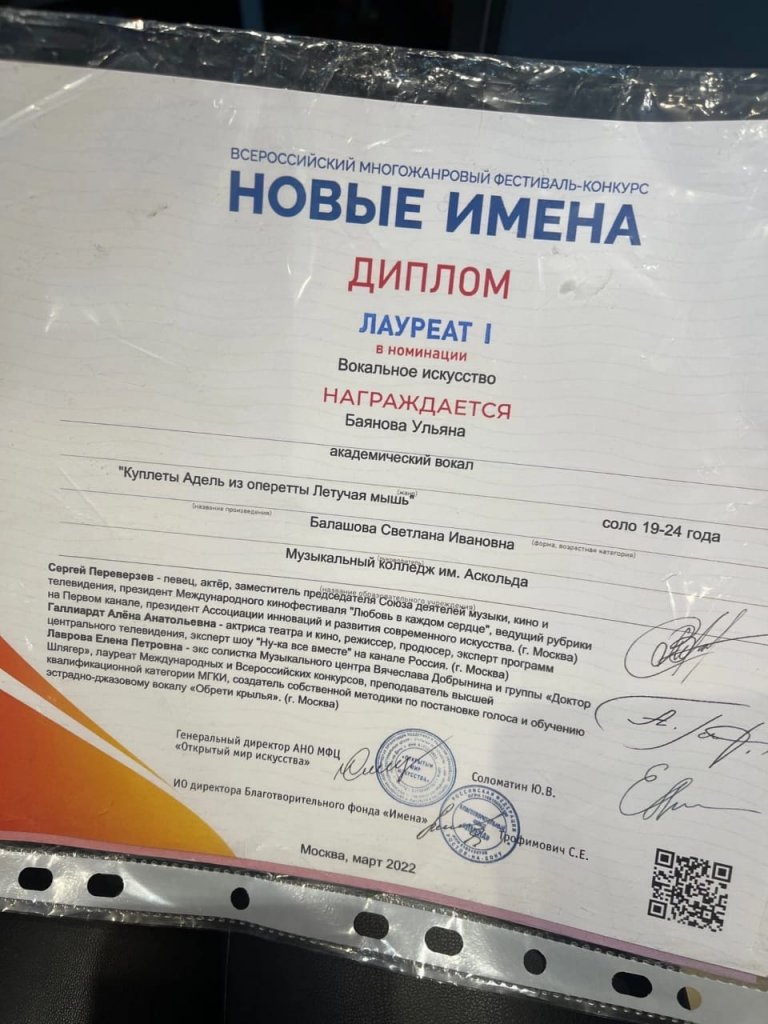 ВСЕРОССИЙСКИЙ МНОГОЖАНРОВЫЙ ФЕСТИВАЛЬ-КОНКУРС
НОВЫЕ ИМЕНА
ДИПЛОМ
ЛАУРЕАТ I
в номинации
Вокальное искусство
НАГРАЖДАЕТСЯ
Баянова Ульяна
академический вокал
(жанр)
"Куплеты Адель из оперетты Летучая мышь"
(название произведения)
соло 19-24 года
(форма, возрастная категория)
Балашова Светлана Ивановна
(руководитель)
Музыкальный колледж им. Аскольда
(название образовательного учреждения)
Сергей Переверзев - певец, актёр, заместитель председателя Союза деятелей музыки, кино и
телевидения, президент Международного кинофестиваля "Любовь в каждом сердце", ведущий рубрики
на Первом канале, президент Ассоциации инноваций и развития современного искусства. (г. Москва)
Галлиардт Алёна Анатольевна - актриса театра и кино, режиссер, продюсер, эксперт программ
центрального телевидения, эксперт шоу "Ну-ка все вместе" на канале Россия. (г. Москва)
Лаврова Елена Петровна - экс солистка Музыкального центра Вячеслава Добрынина и группы «Доктор
Шлягер», лауреат Международных и Всероссийских конкурсов, преподаватель высшей
квалификационной категории МГКИ, создатель собственной методики по постановке голоса и обучению
эстрадно-джазовому вокалу «Обрети крылья». (г. Москва)
Генеральный директор АНО МФЦ
«Открытый мир искусства»
Соломатин Ю.В.
ИО директора Благотворительного фонда «Имена»
Трофимович С.Е.
Москва, март 2022